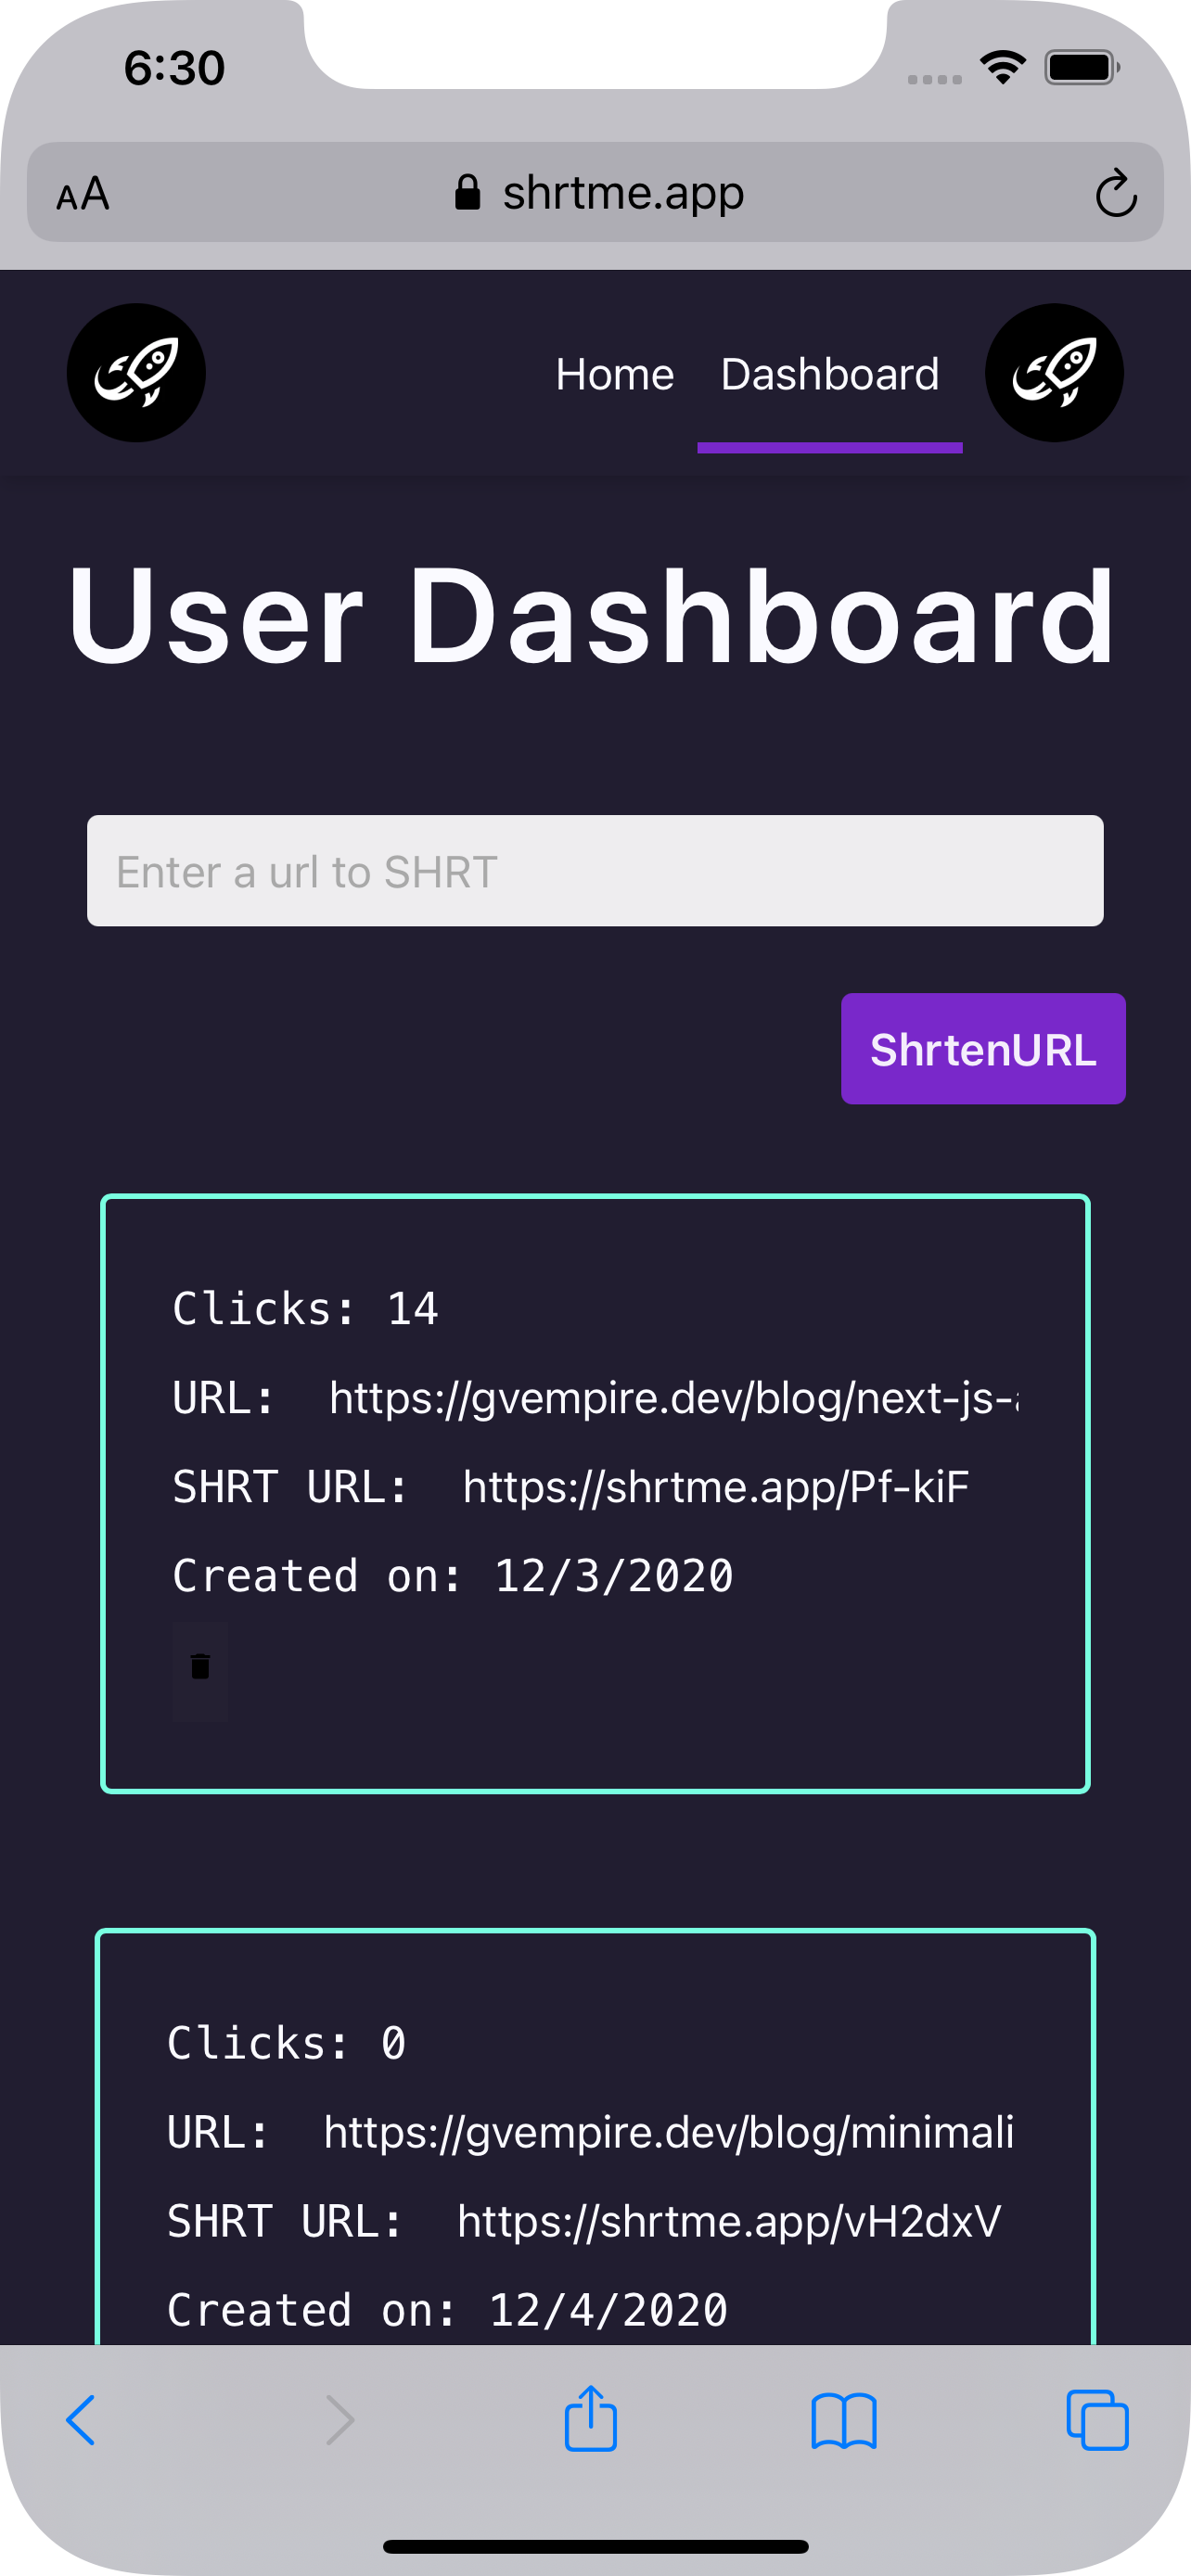 6:30
AA shrtme.app
Home Dashboard
User Dashboard
Enter a url to SHRT
ShrtenURL
Clicks: 14
URL: https://gvempire.dev/blog/next-js-
SHRT URL: https://shrtme.app/Pf-kiF
Created on: 12/3/2020
Clicks: 0
URL: https://gvempire.dev/blog/minimali
SHRT URL: https://shrtme.app/vH2dxV
Created on: 12/4/2020